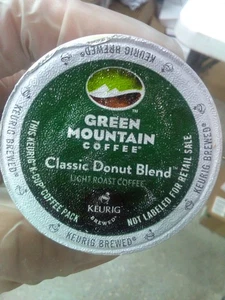 GREEN
MOUNTAIN
COFFEE®
Classic Donut Blend
LIGHT ROAST COFFEE
KEURIG
BREWED®
KEURIG BREWED®
KEURIG BREWED®
KEURIG BREWED®
KEURIG BREWED®
THIS KEURIG® K-CUP® COFFEE PACK
NOT LABELED FOR RETAIL SALE